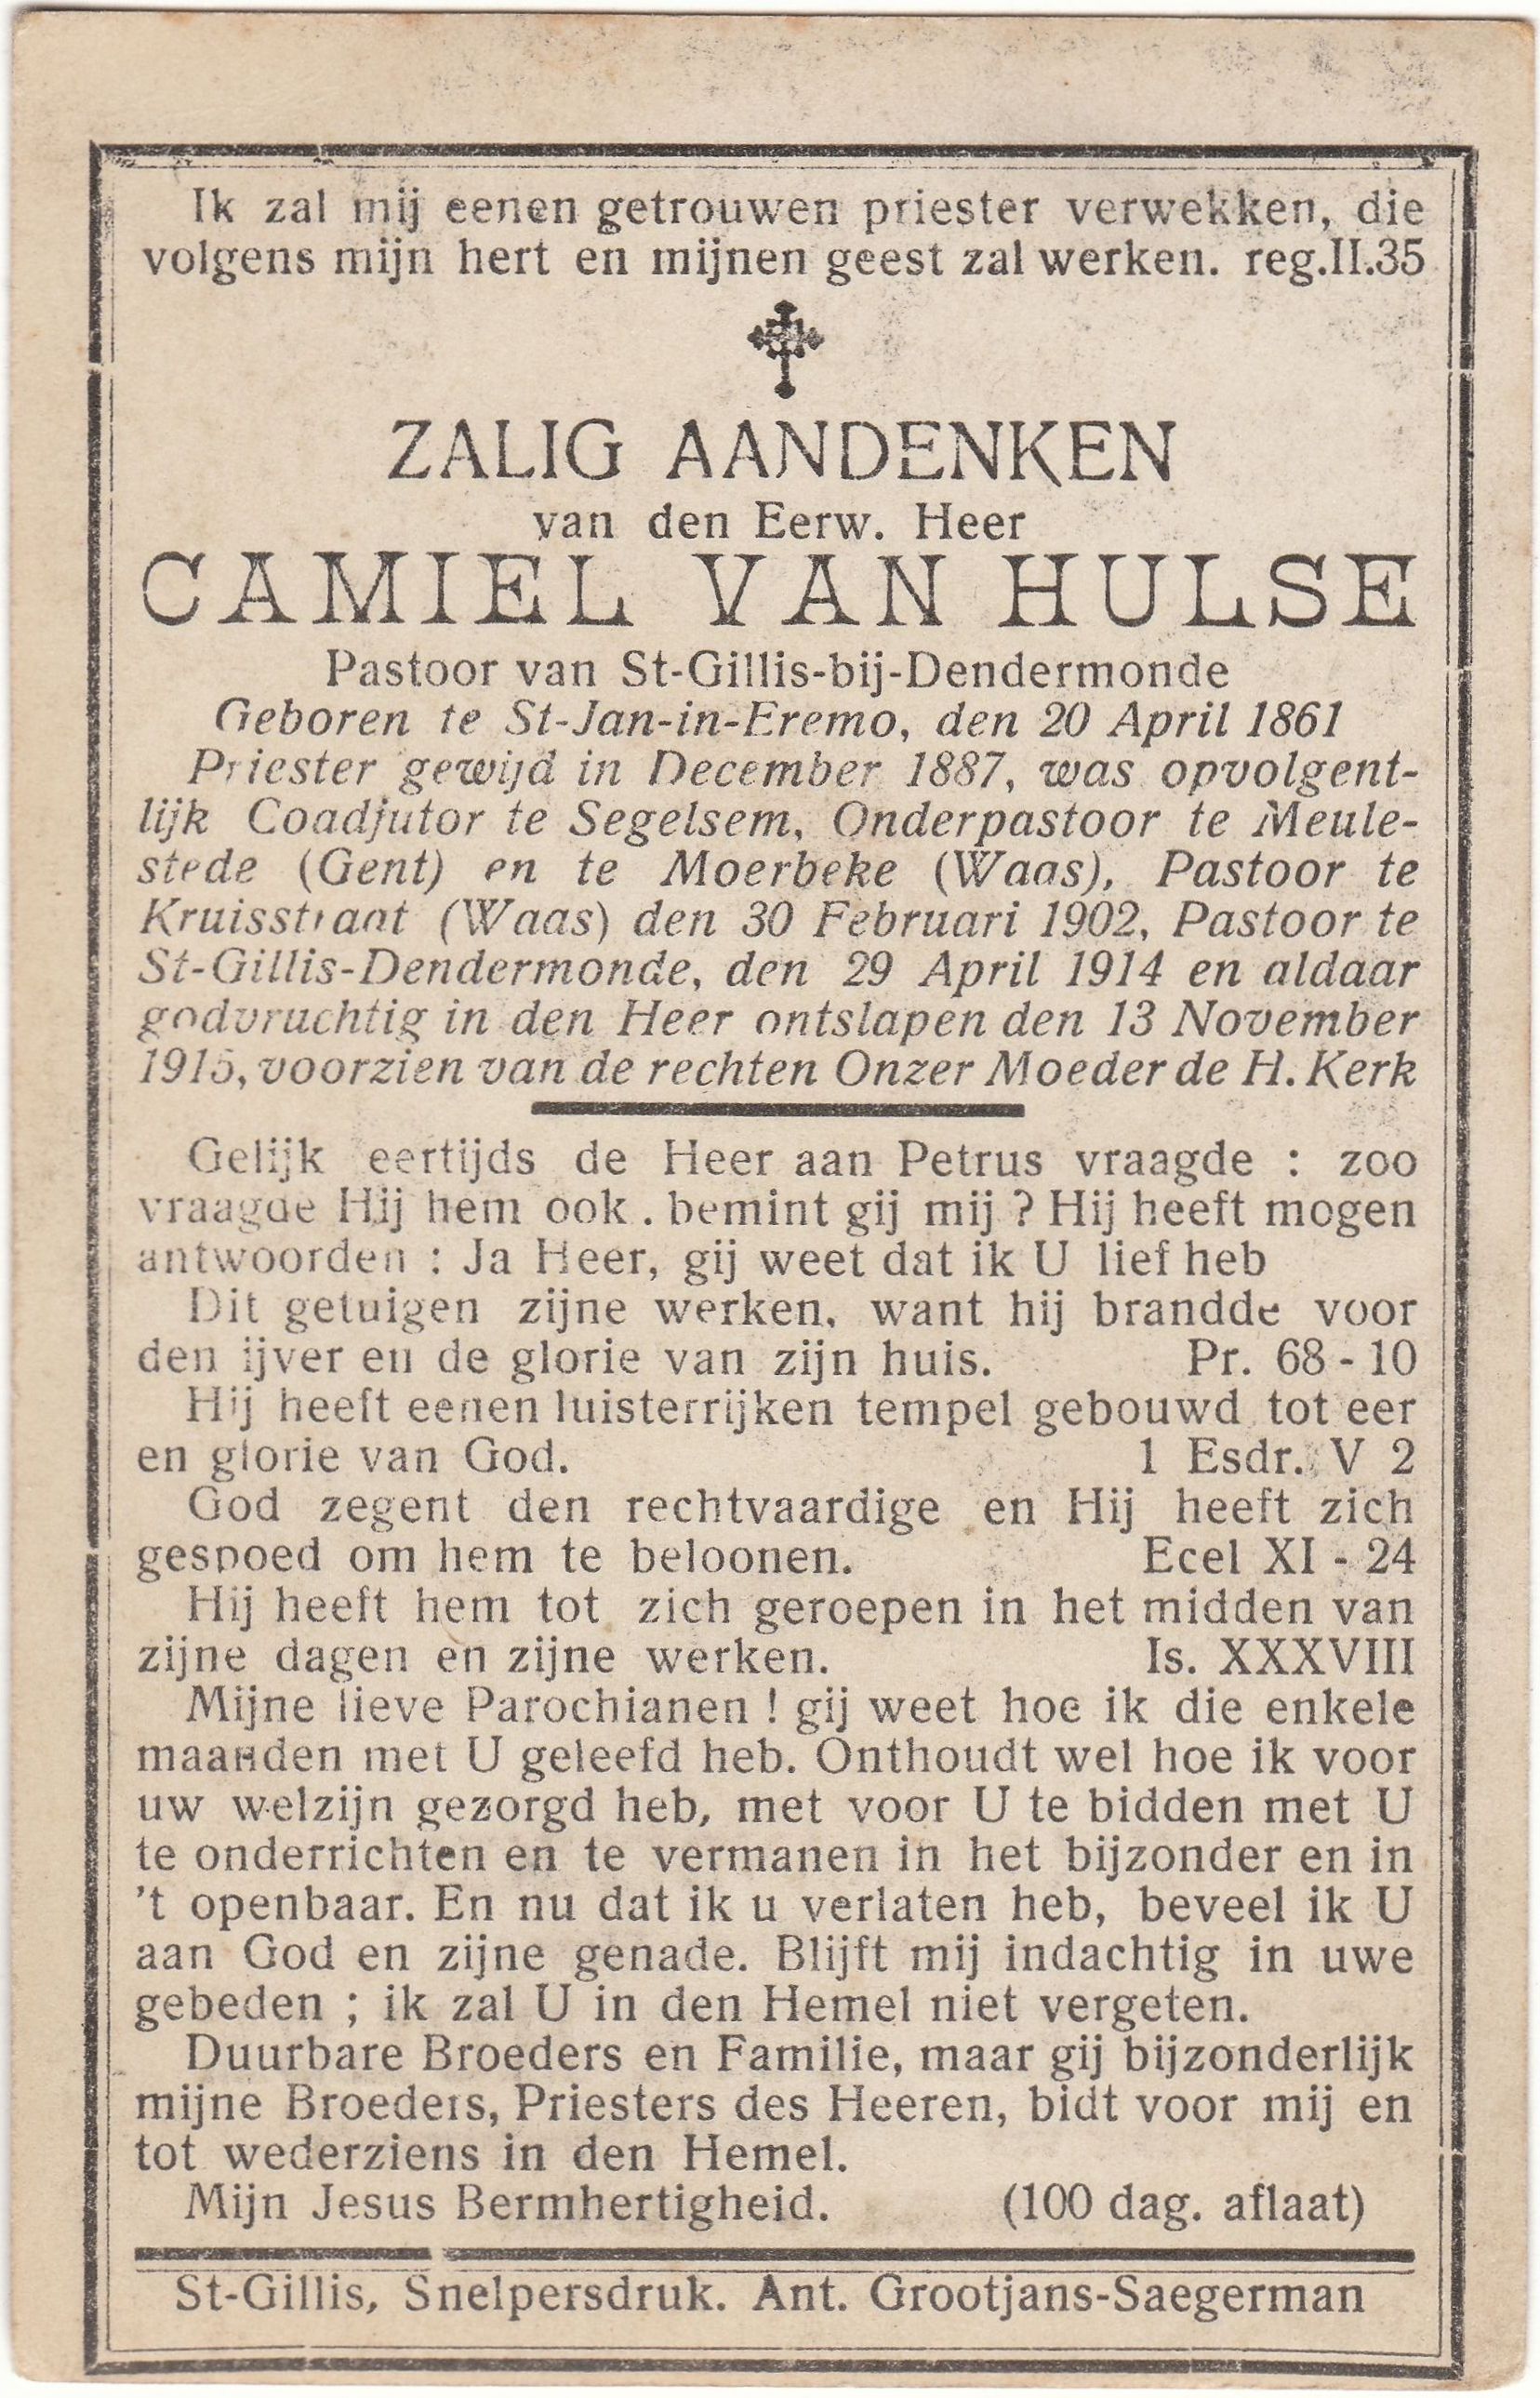 Ik zal mij eenen getrouwen priester verwekken, die
volgens mijn hert en mijnen geest zal werken. reg.II.35
ZALIG AANDENKEN
van den Eerw. Heer
CAMIEL VAN HULSE
Pastoor van St-Gillis-bij-Dendermonde
Geboren te St-Jan-in-Eremo, den 20 April 1861
Priester gewijd in December 1887, was opvolgent-
lijk Coadjutor te Segelsem, Onderpastoor te Meule-
stede (Gent) en te Moerbeke (Waas), Pastoor te
Kruisstraat (Waas) den 30 Februari 1902, Pastoor te
St-Gillis-Dendermonde, den 29 April 1914 en aldaar
godvruchtig in den Heer ontslapen den 13 November
1915, voorzien van de rechten Onzer Moeder de H. Kerk
Gelijk eertijds de Heer aan Petrus vraagde : zoo
vraagde Hij hem ook . bemint gij mij ? Hij heeft mogen
antwoorden : Ja Heer, gij weet dat ik U lief heb
Dit getuigen zijne werken, want hij brandde voor
den ijver en de glorie van zijn huis. Pr. 68 - 10
Hij heeft eenen luisterrijken tempel gebouwd tot eer
en glorie van God. 1 Esdr. V 2
God zegent den rechtvaardige en Hij heeft zich
gespoed om hem te beloonen. Ecel XI - 24
Hij heeft hem tot zich geroepen in het midden van
zijne dagen en zijne werken. Is. XXXVIII
Mijne lieve Parochianen ! gij weet hoe ik die enkele
maanden met U geleefd heb. Onthoudt wel hoe ik voor
uw welzijn gezorgd heb, met voor U te bidden met U
te onderrichten en te vermanen in het bijzonder en in
't openbaar. En nu dat ik u verlaten heb, beveel ik U
aan God en zijne genade. Blijft mij indachtig in uwe
gebeden ; ik zal U in den Hemel niet vergeten.
Duurbare Broeders en Familie, maar gij bijzonderlijk
mijne Broeders, Priesters des Heeren, bidt voor mij en
tot wederziens in den Hemel.
Mijn Jesus Bermhertigheid. (100 dag. aflaat)
St-Gillis, Snelpersdruk. Ant. Grootjans-Saegerman